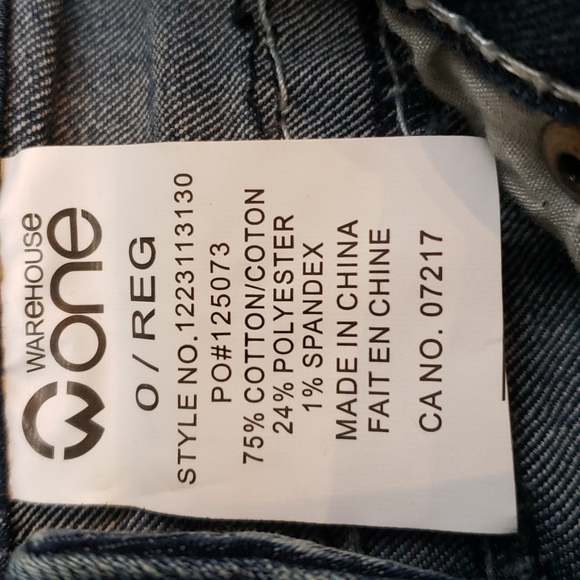 WAREHOUSE
one
0 / REG
STYLE NO.1223113130
PO#125073
75% COTTON/COTON
24% POLYESTER
1% SPANDEX
MADE IN CHINA
FAIT EN CHINE
CA NO. 07217